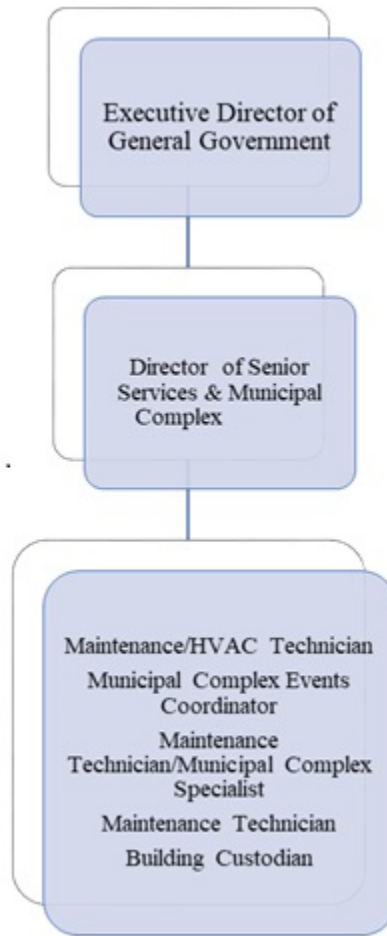 Executive Director of
General Government
Director of Senior
Services & Municipal
Complex
.
Maintenance/HVAC Technician
Municipal Complex Events
Coordinator
Maintenance
Technician/Municipal Complex
Specialist
Maintenance Technician
Building Custodian